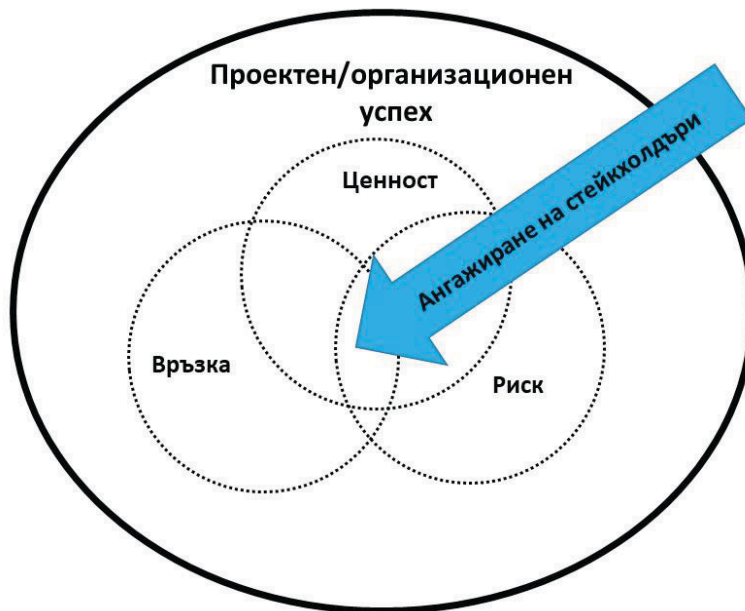 Проектен/организационен
успех
Ценност
Ангажиране на стейкхолдъри
Връзка
Риск